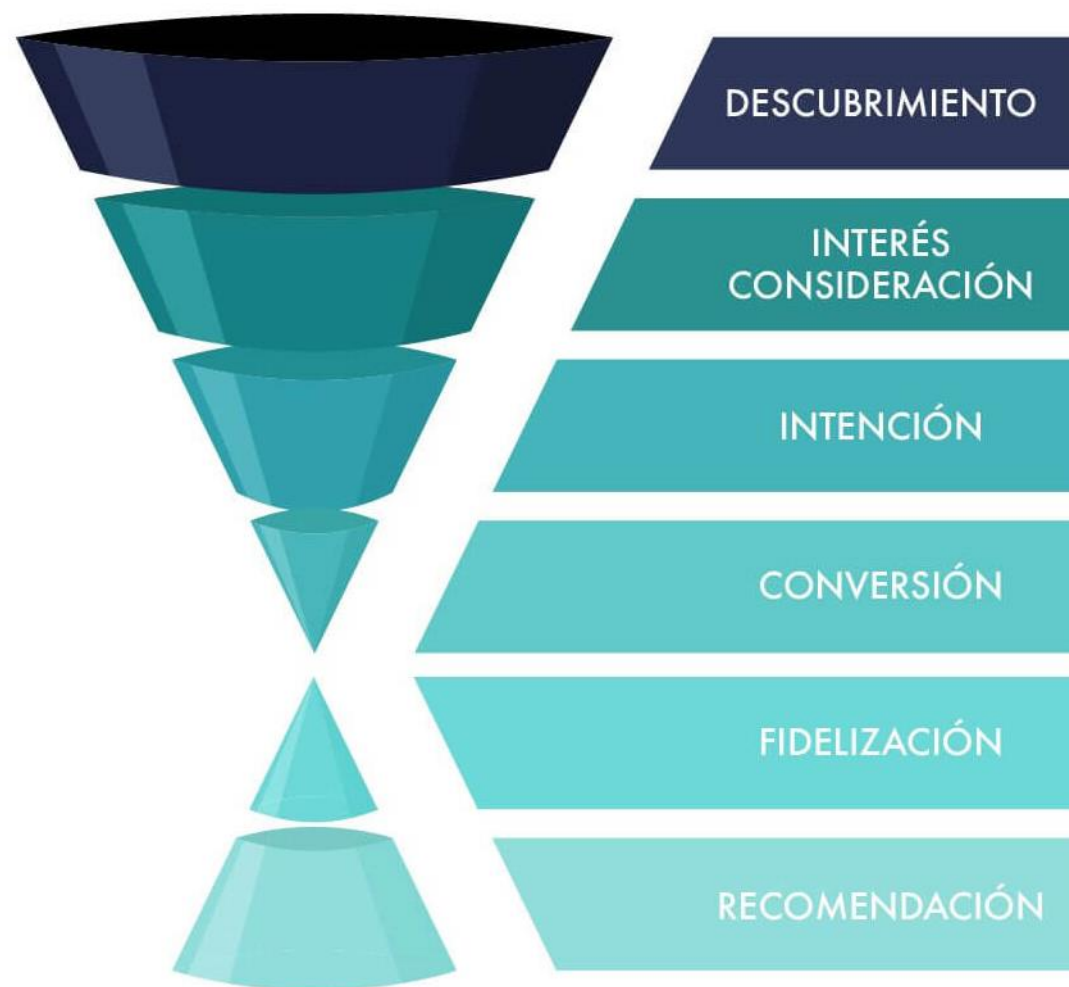 DESCUBRIMIENTO
INTERÉS
CONSIDERACIÓN
INTENCIÓN
CONVERSIÓN
FIDELIZACIÓN
RECOMENDACIÓN